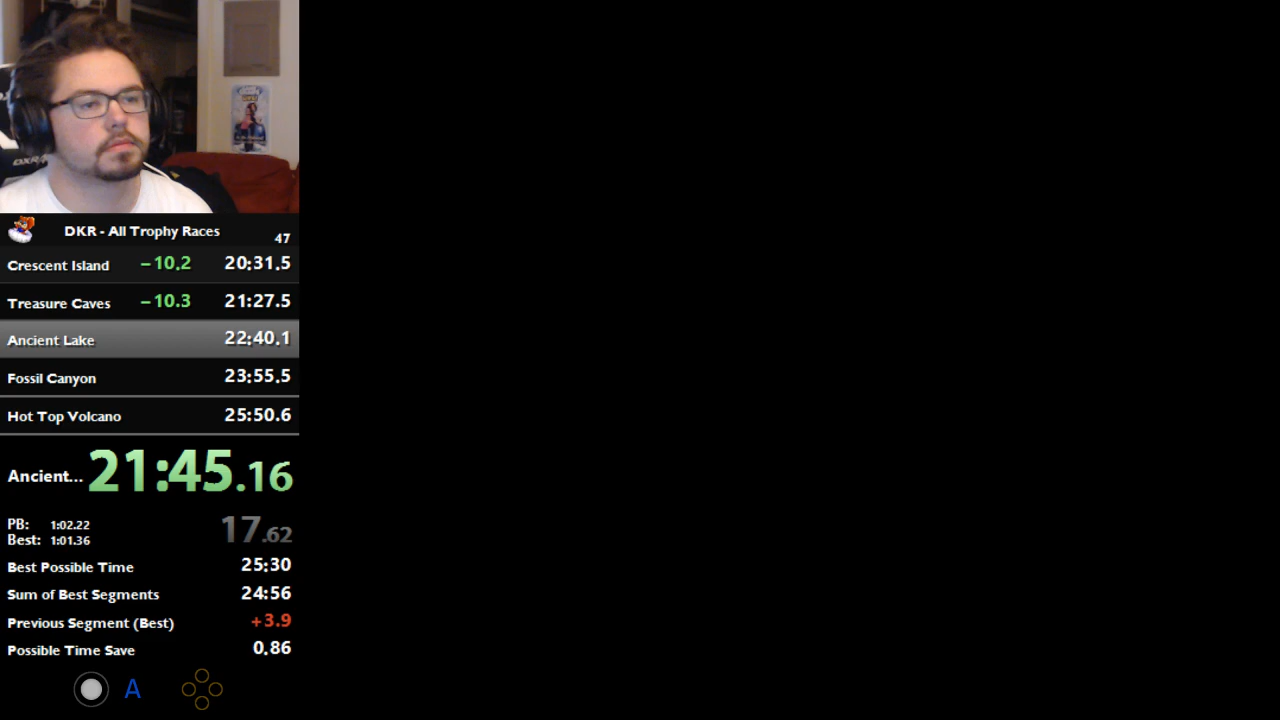 DKR - All Trophy Races
47
Crescent Island −10.2 20:31.5
Treasure Caves −10.3 21:27.5
Ancient Lake 22:40.1
Fossil Canyon 23:55.5
Hot Top Volcano 25:50.6
Ancient... 21:45.16
PB: 1:02.22 17.62
Best: 1:01.36
Best Possible Time 25:30
Sum of Best Segments 24:56
Previous Segment (Best) +3.9
Possible Time Save 0.86
A